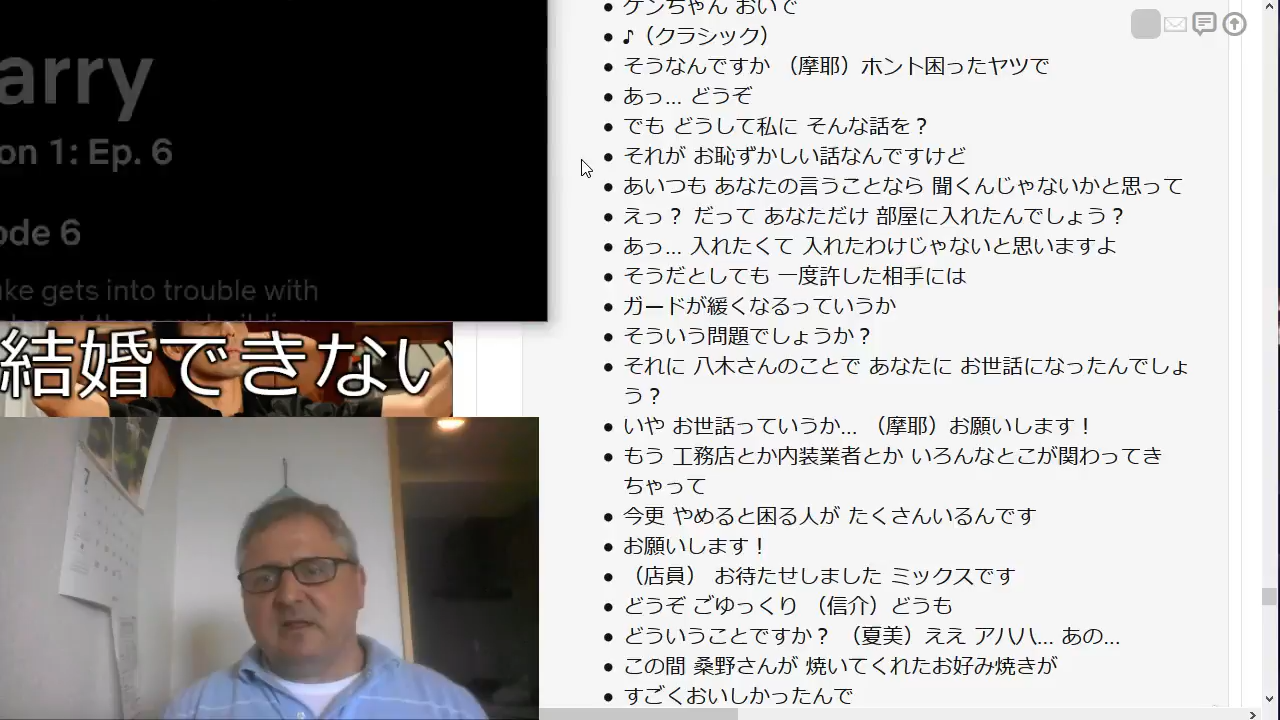 arry
on 1: Ep. 6
ode 6
ke gets into trouble with
結婚できない
7
ケンちゃん おいで
♪（クラシック）
そうなんですか （摩耶）ホント困ったヤツで
あっ… どうぞ
でも どうして私に そんな話を？
それが お恥ずかしい話なんですけど
あいつも あなたの言うことなら 聞くんじゃないかと思って
えっ？ だって あなただけ 部屋に入れたんでしょう？
あっ… 入れたくて 入れたわけじゃないと思いますよ
そうだとしても 一度許した相手には
ガードが緩くなるっていうか
そういう問題でしょうか？
それに 八木さんのことで あなたに お世話になったんでしょ
う？
いや お世話っていうか… （摩耶）お願いします！
もう 工務店とか内装業者とか いろんなとこが関わってき
ちゃって
今更 やめると困る人が たくさんいるんです
お願いします！
（店員） お待たせしました ミックスです
どうぞ ごゆっくり （信介）どうも
どういうことですか？ （夏美）ええ アハハ… あの…
この間 桑野さんが 焼いてくれたお好み焼きが
すごくおいしかったんで